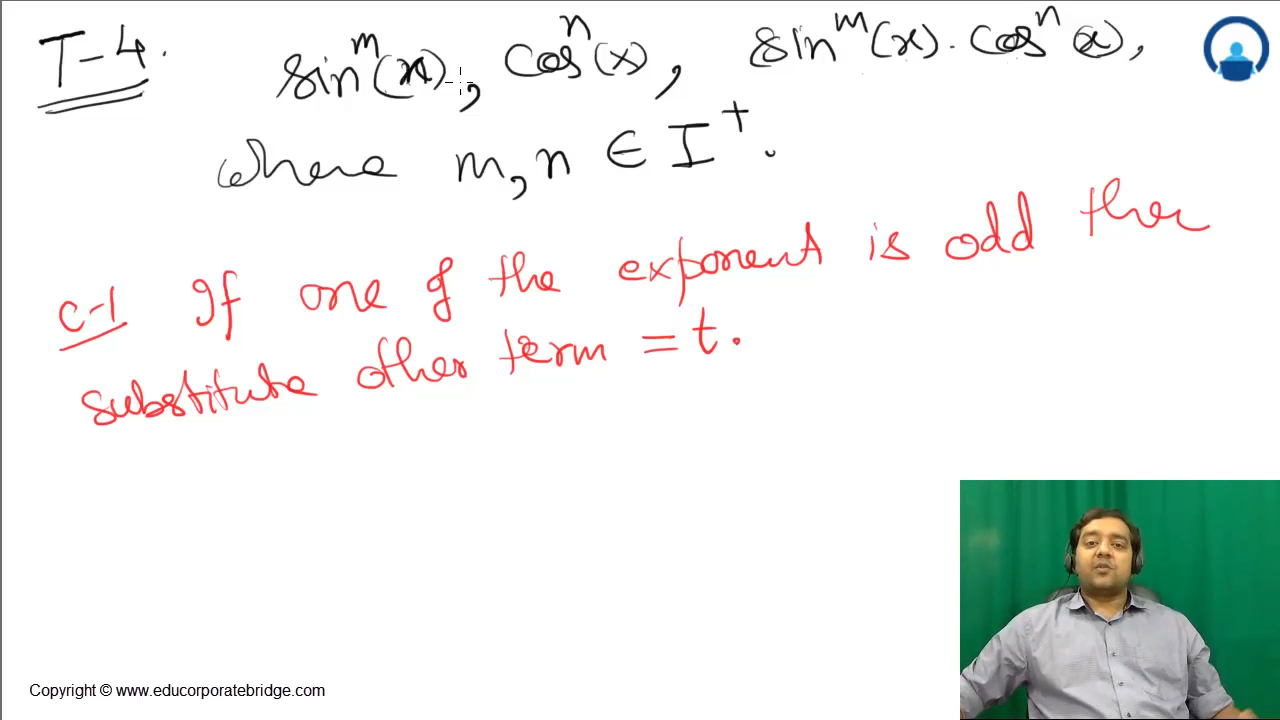 T-4. sin^m(x), cos^n(x), sin^m(x).cos^n(x),
where m,n ∈ I^+.
C-1 If one of the exponent is odd then
substitute other term = t.
Copyright © www.educorporatebridge.com